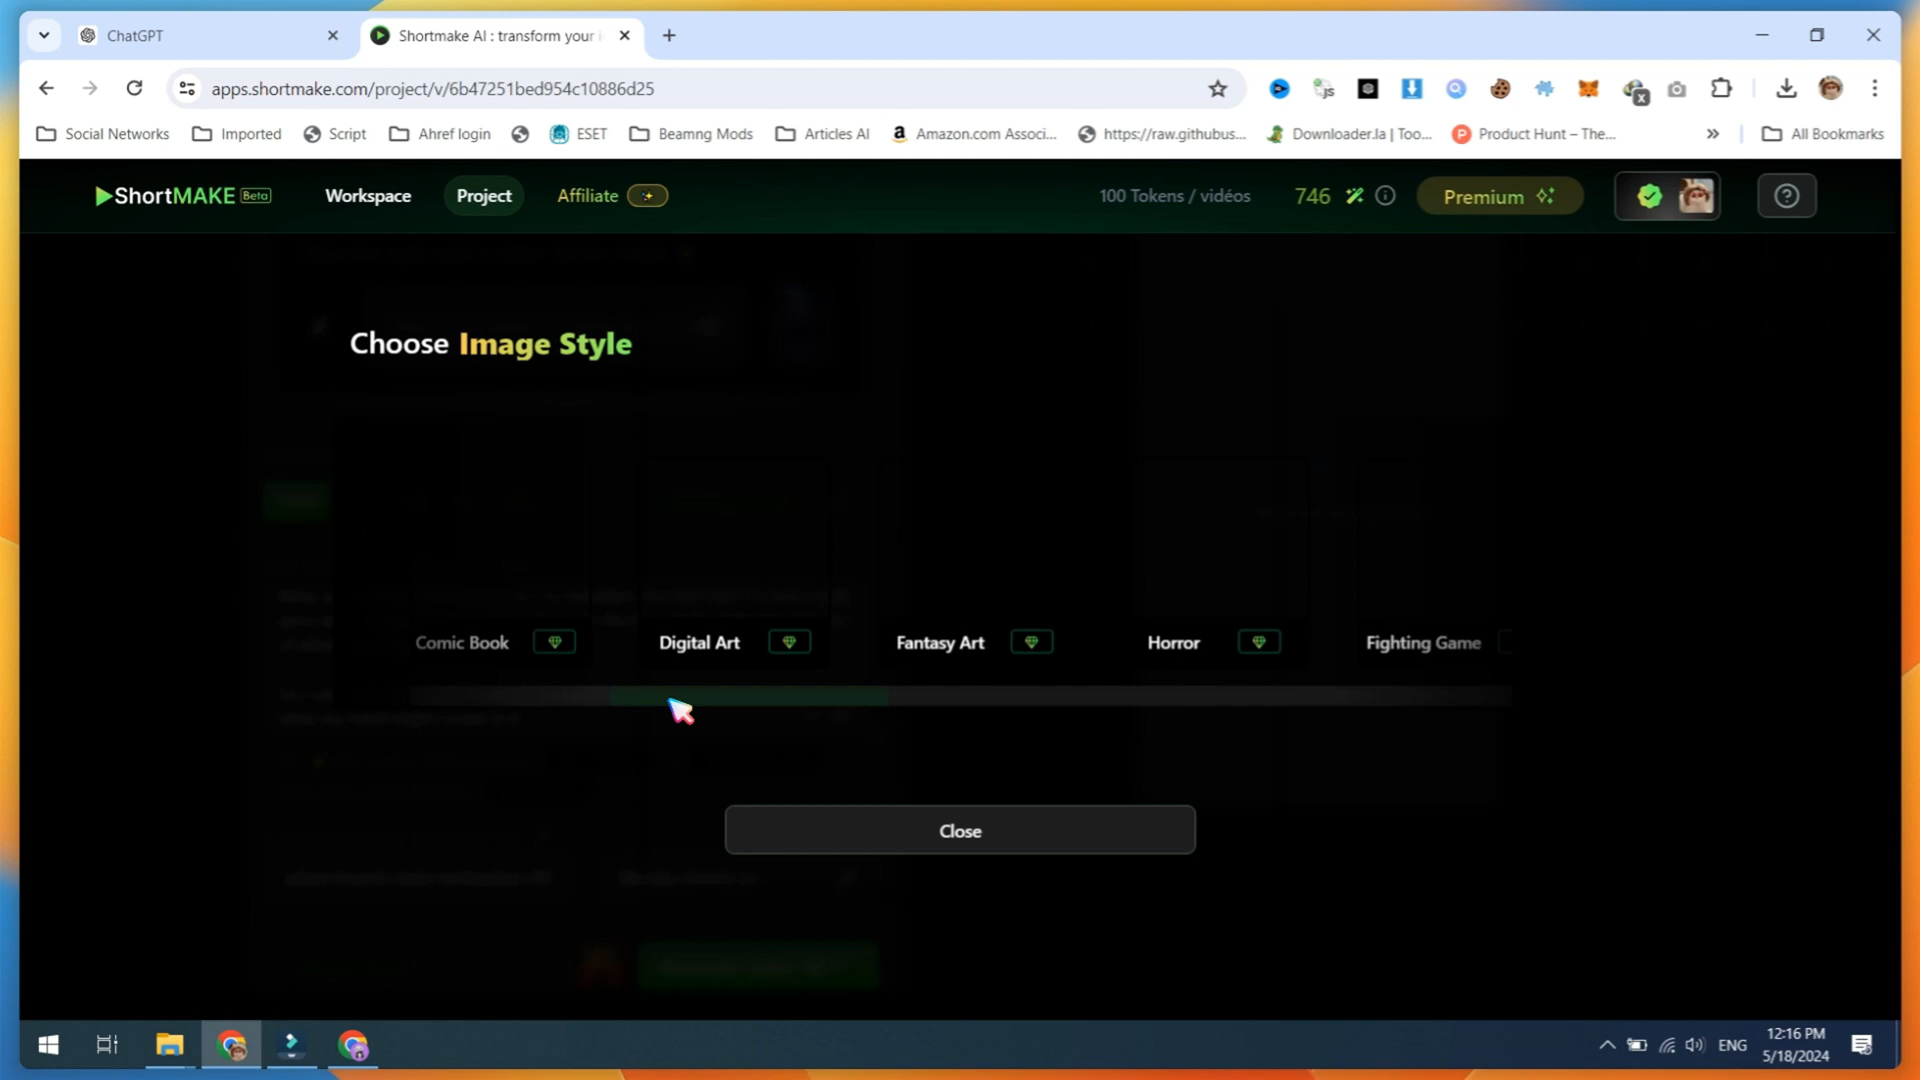 ChatGPT
Shortmake AI : transform your i
apps.shortmake.com/project/v/6b47251bed954c10886d25
Social Networks
Imported
Script
Ahref login
ESET
Beamng Mods
Articles AI
Amazon.com Associ...
https://raw.githubus...
Downloader.la | Too...
Product Hunt – The...
All Bookmarks
ShortMAKE Beta
Workspace
Project
Affiliate
100 Tokens / vidéos
746
Premium
Choose Image Style
Comic Book
Digital Art
Fantasy Art
Horror
Fighting Game
Close
ENG
12:16 PM
5/18/2024